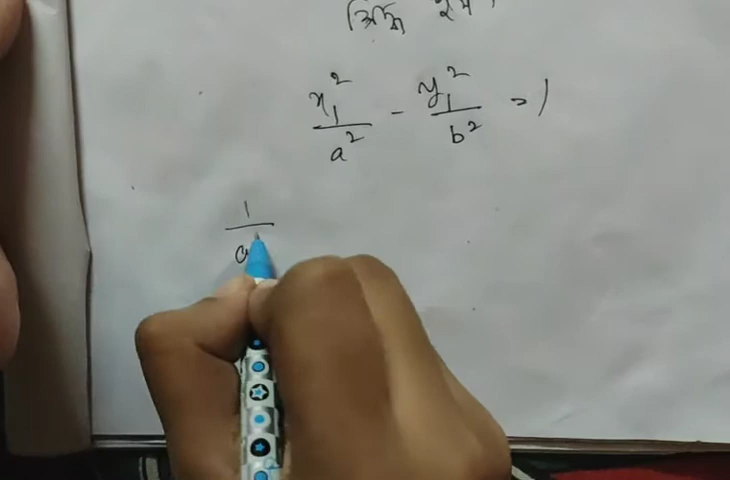 x₁²/a² - y₁²/b² = 1
1/a